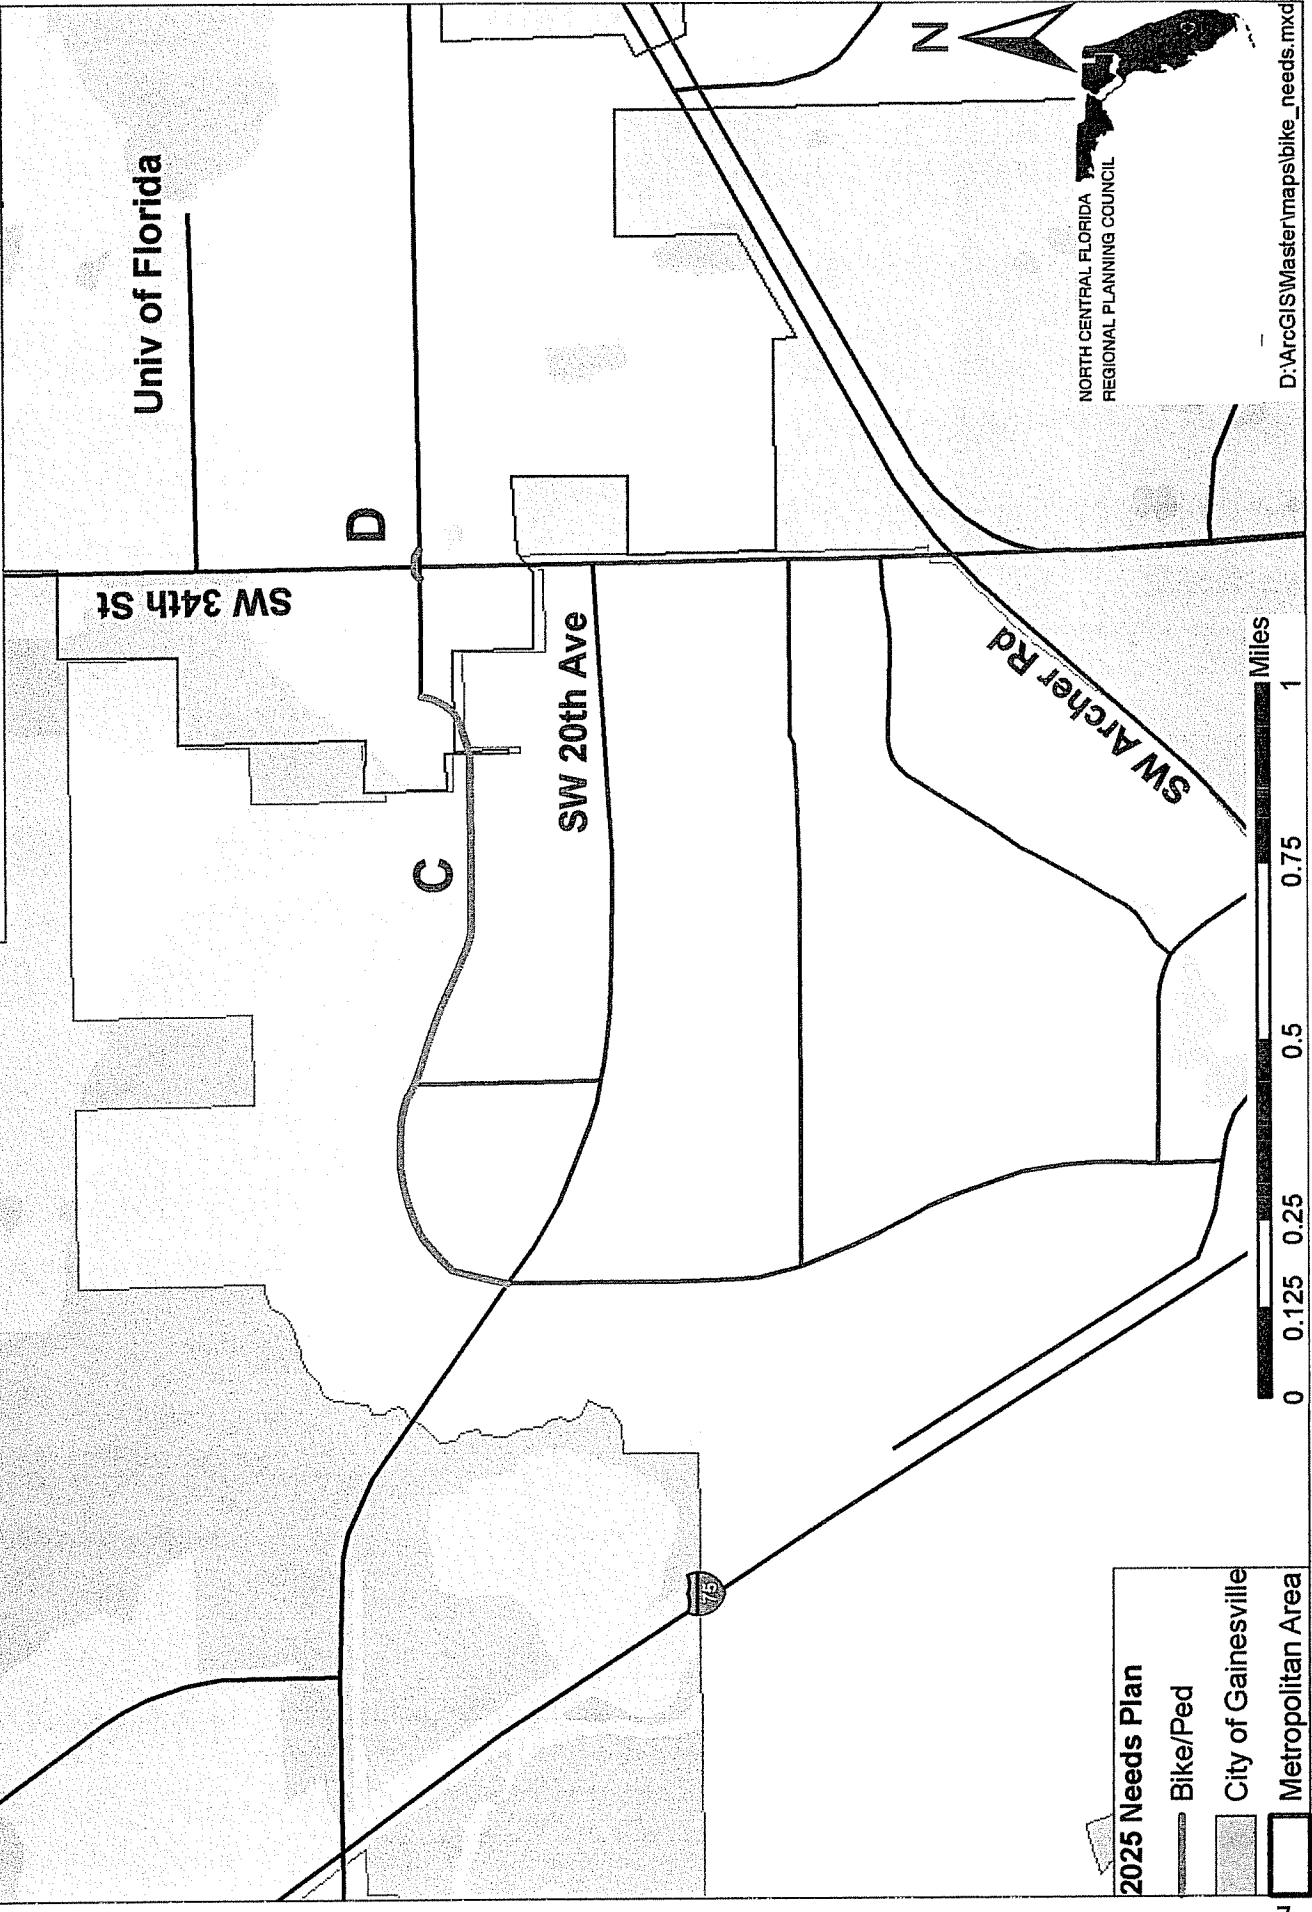 Univ of Florida
D
SW 34th St
C
SW 20th Ave
SW Archer Rd
75
N
NORTH CENTRAL FLORIDA
REGIONAL PLANNING COUNCIL
D:\ArcGIS\Master\maps\bike_needs.mxd
0 0.125 0.25 0.5 0.75 1
Miles
2025 Needs Plan
Bike/Ped
City of Gainesville
Metropolitan Area